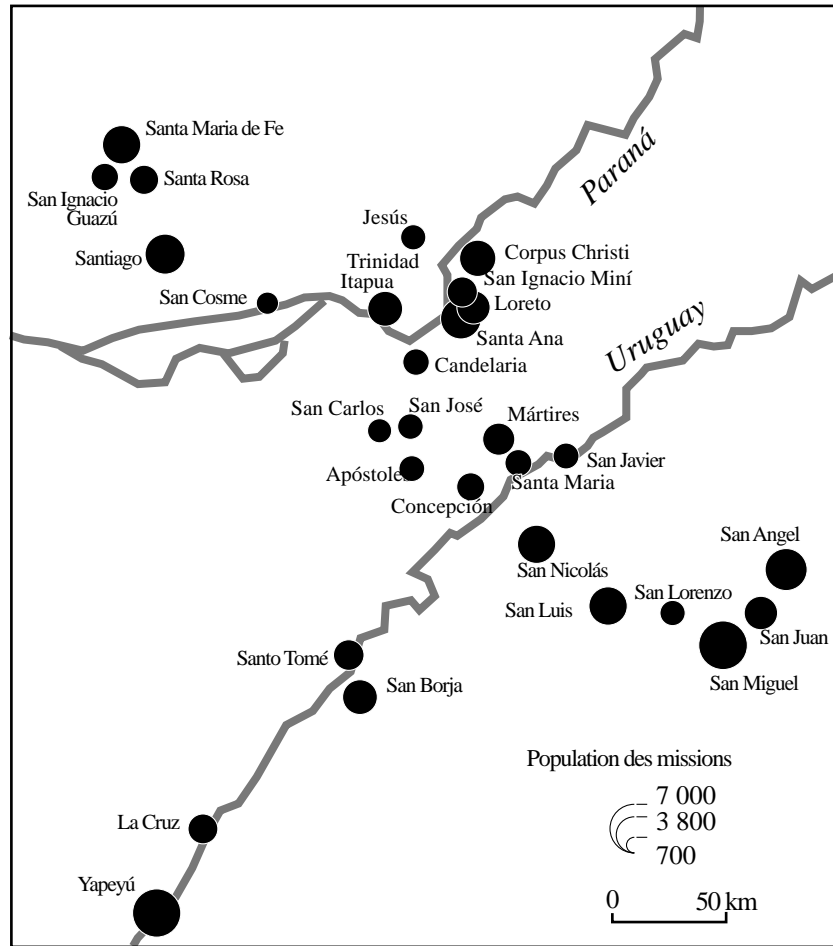 Santa Maria de Fe
Paraná
San Ignacio
Guazú
Santa Rosa
Jesús
Santiago
Trinidad
Itapua
Corpus Christi
San Ignacio Miní
San Cosme
Loreto
Santa Ana
Uruguay
Candelaria
San Carlos
San José
Mártires
San Javier
Apóstoles
Santa Maria
Concepción
San Angel
San Nicolás
San Lorenzo
San Luis
San Juan
Santo Tomé
San Miguel
San Borja
Population des missions
7 000
3 800
700
La Cruz
Yapeyú
0 50 km